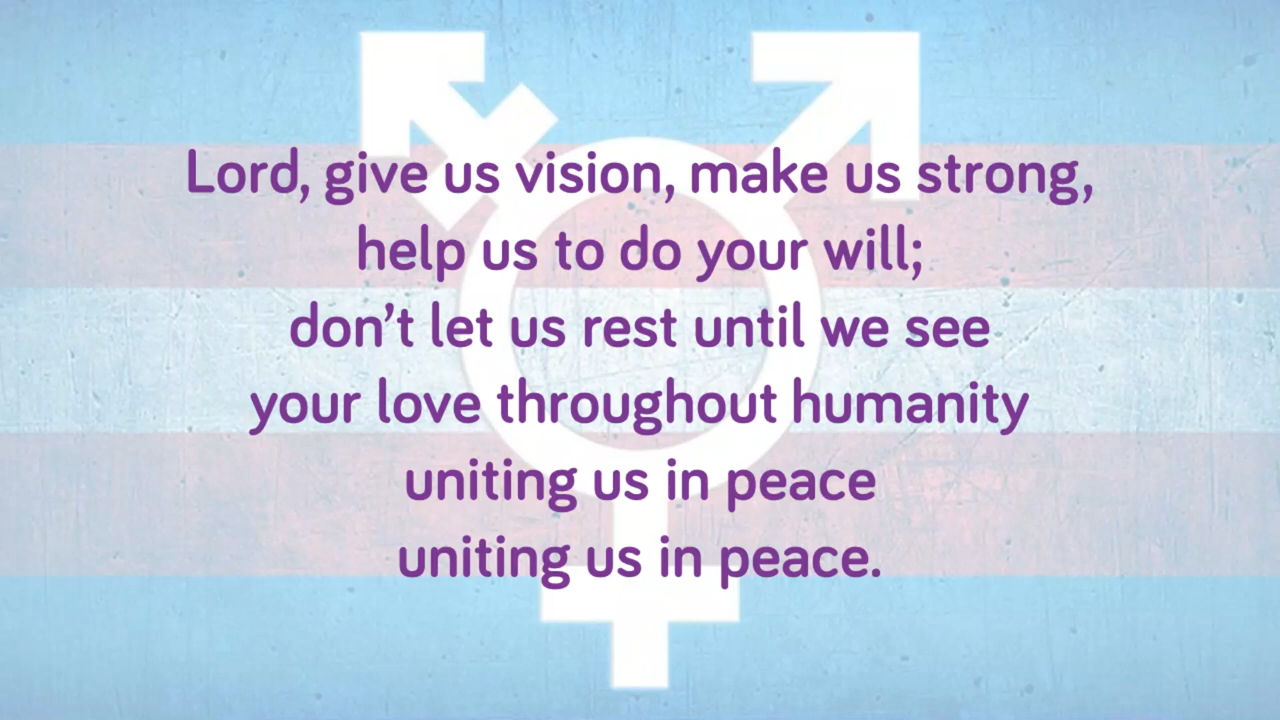 Lord, give us vision, make us strong,
help us to do your will;
don’t let us rest until we see
your love throughout humanity
uniting us in peace
uniting us in peace.